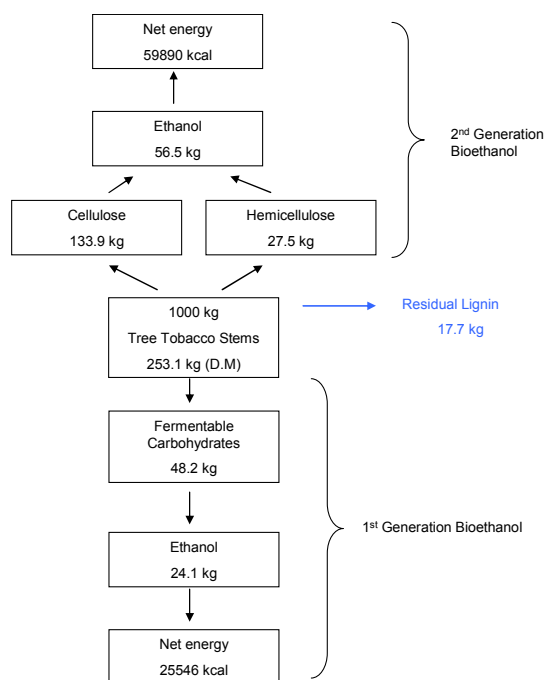 Net energy
59890 kcal
Ethanol
56.5 kg
2nd Generation
Bioethanol
Cellulose
133.9 kg
Hemicellulose
27.5 kg
1000 kg
Tree Tobacco Stems
253.1 kg (D.M)
Residual Lignin
17.7 kg
Fermentable
Carbohydrates
48.2 kg
1st Generation Bioethanol
Ethanol
24.1 kg
Net energy
25546 kcal